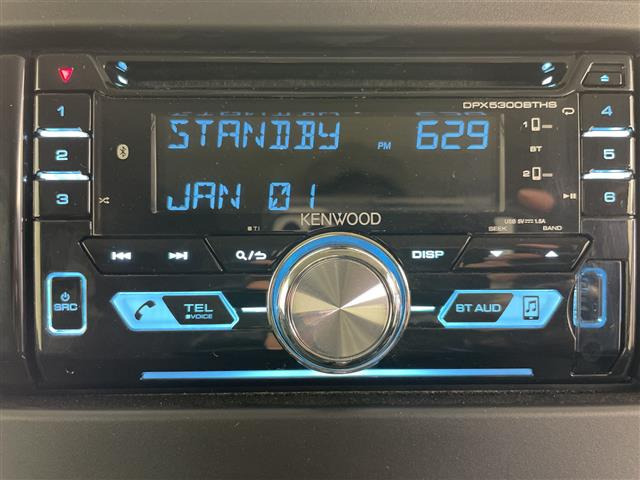 DPX5300BTHS
1
2
3
STANDBY PM 629
JAN 01
1
BT
2
4
5
6
BTI
KENWOOD
USB 5V 1.5A
SEEK BAND
DISP
SRC
TEL
VOICE
BT AUD